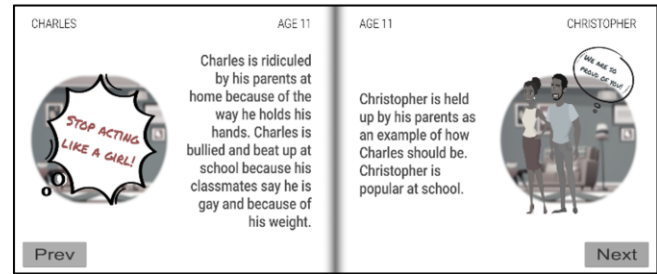 CHARLES
AGE 11
Charles is ridiculed
by his parents at
home because of the
way he holds his
hands. Charles is
bullied and beat up at
school because his
classmates say he is
gay and because of
his weight.
STOP ACTING
LIKE A GIRL!
Prev
AGE 11
CHRISTOPHER
Christopher is held
up by his parents as
an example of how
Charles should be.
Christopher is
popular at school.
WE ARE SO
PROUD OF YOU!
Next